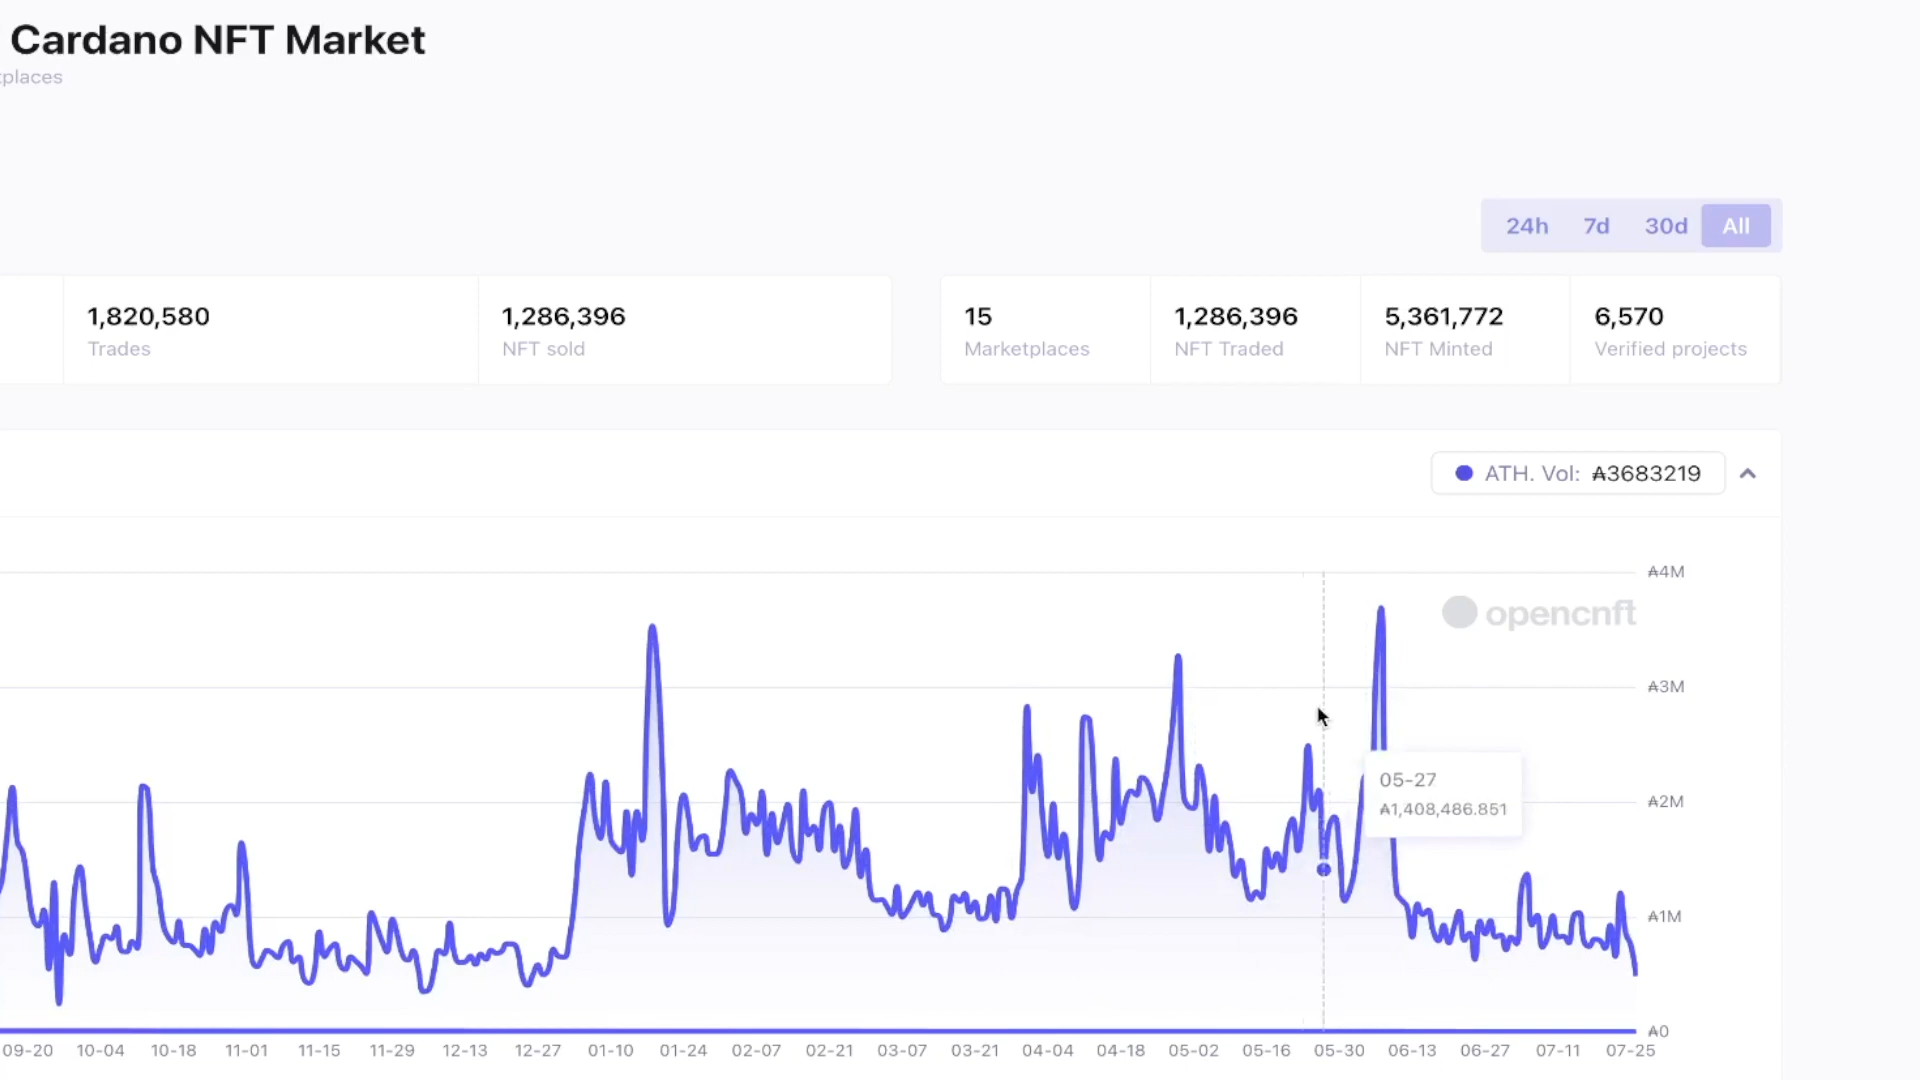 Cardano NFT Market
tplaces
24h 7d 30d All
1,820,580 1,286,396 15 1,286,396 5,361,772 6,570
Trades NFT sold Marketplaces NFT Traded NFT Minted Verified projects
ATH. Vol: ₳3683219
₳4M
opencnft
₳3M
05-27
₳1,408,486.851
₳2M
₳1M
₳0
09-20 10-04 10-18 11-01 11-15 11-29 12-13 12-27 01-10 01-24 02-07 02-21 03-07 03-21 04-04 04-18 05-02 05-16 05-30 06-13 06-27 07-11 07-25